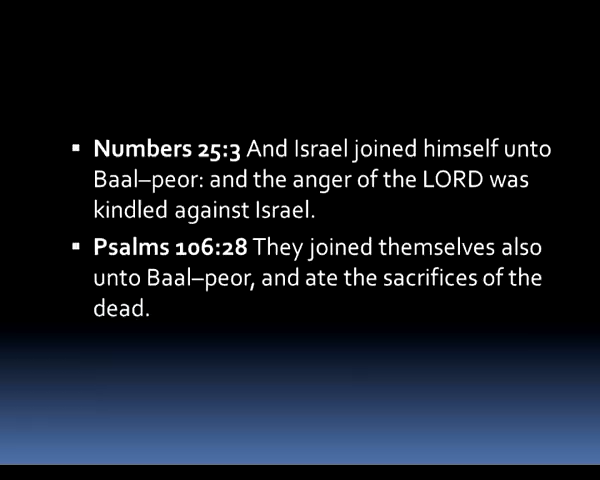 ▪ Numbers 25:3 And Israel joined himself unto
Baal–peor: and the anger of the LORD was
kindled against Israel.
▪ Psalms 106:28 They joined themselves also
unto Baal–peor, and ate the sacrifices of the
dead.